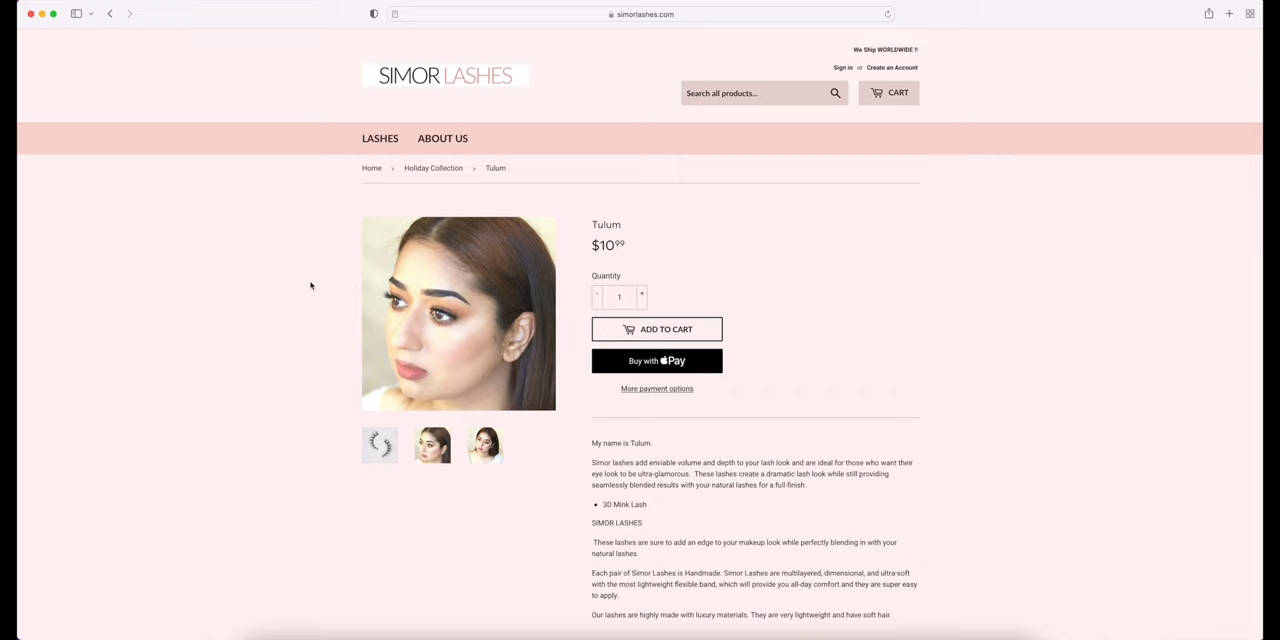 simorlashes.com
We Ship WORLDWIDE !!
Sign in or Create an Account
SIMOR LASHES
Search all products...
CART
LASHES ABOUT US
Home › Holiday Collection › Tulum
Tulum
$10.99
Quantity
- 1 +
ADD TO CART
Buy with Pay
More payment options
My name is Tulum.
Simor lashes add enviable volume and depth to your lash look and are ideal for those who want their
eye look to be ultra-glamorous. These lashes create a dramatic lash look while still providing
seamlessly blended results with your natural lashes for a full finish.
• 3D Mink Lash
SIMOR LASHES
These lashes are sure to add an edge to your makeup look while perfectly blending in with your
natural lashes.
Each pair of Simor Lashes is Handmade. Simor Lashes are multilayered, dimensional, and ultra-soft
with the most lightweight flexible band, which will provide you all-day comfort and they are super easy
to apply.
Our lashes are highly made with luxury materials. They are very lightweight and have soft hair.